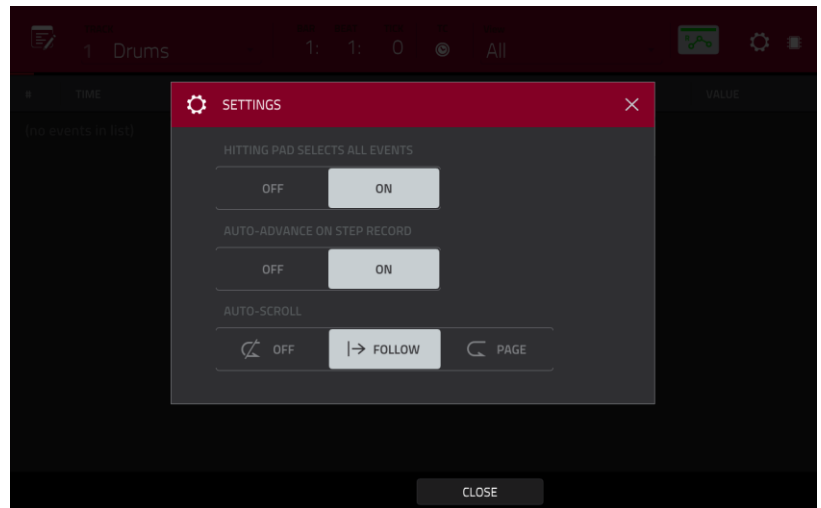 1 Drums 1: 1: 0 All
# TIME VALUE
(no events in list)
SETTINGS
HITTING PAD SELECTS ALL EVENTS
OFF ON
AUTO-ADVANCE ON STEP RECORD
OFF ON
AUTO-SCROLL
OFF FOLLOW PAGE
CLOSE